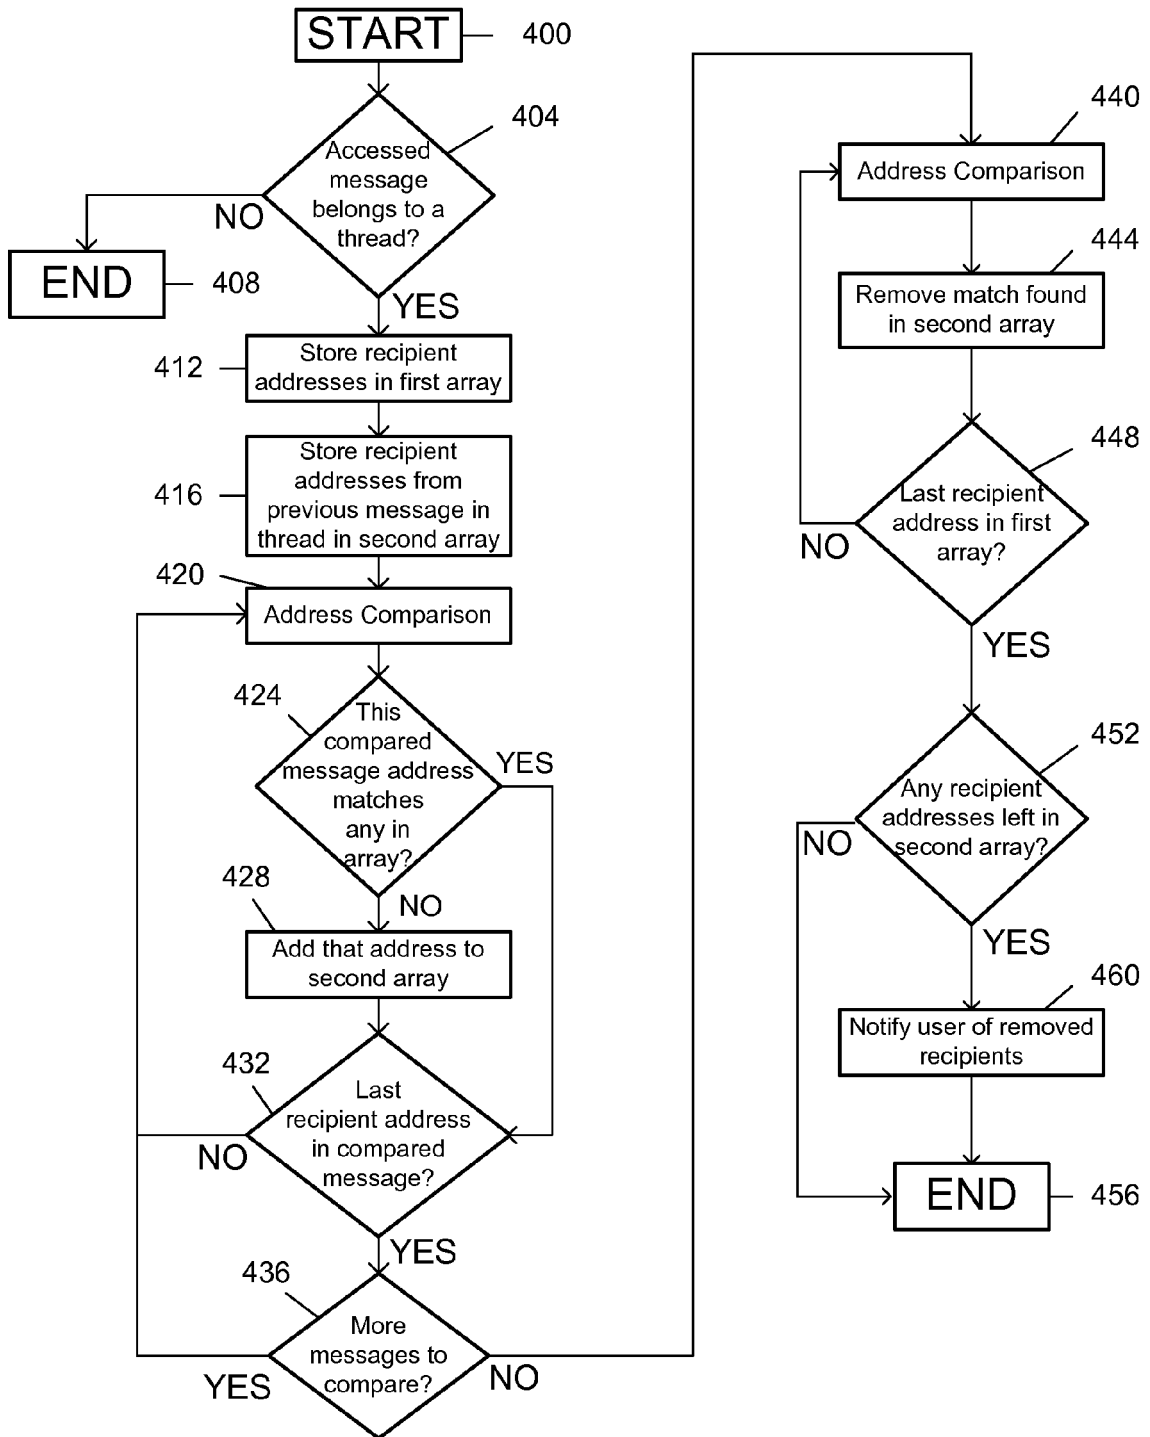 START
400
404
Accessed
message
belongs to a
thread?
NO
END
408
YES
412
Store recipient
addresses in first array
416
Store recipient
addresses from
previous message in
thread in second array
420
Address Comparison
424
This
compared
message address
matches
any in
array?
YES
NO
428
Add that address to
second array
432
Last
recipient address
in compared
message?
NO
YES
436
More
messages to
compare?
YES
NO
440
Address Comparison
444
Remove match found
in second array
448
Last recipient
address in first
array?
NO
YES
452
Any recipient
addresses left in
second array?
NO
YES
460
Notify user of removed
recipients
END
456